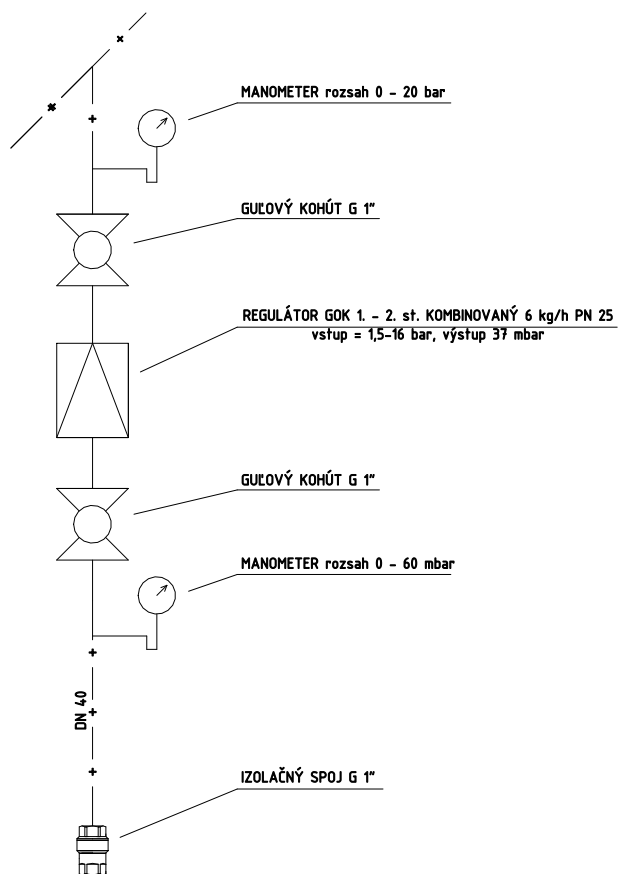 MANOMETER rozsah 0 - 20 bar
GUĽOVÝ KOHÚT G 1"
REGULÁTOR GOK 1. - 2. st. KOMBINOVANÝ 6 kg/h PN 25
vstup = 1,5-16 bar, výstup 37 mbar
GUĽOVÝ KOHÚT G 1"
MANOMETER rozsah 0 - 60 mbar
DN 40
IZOLAČNÝ SPOJ G 1"